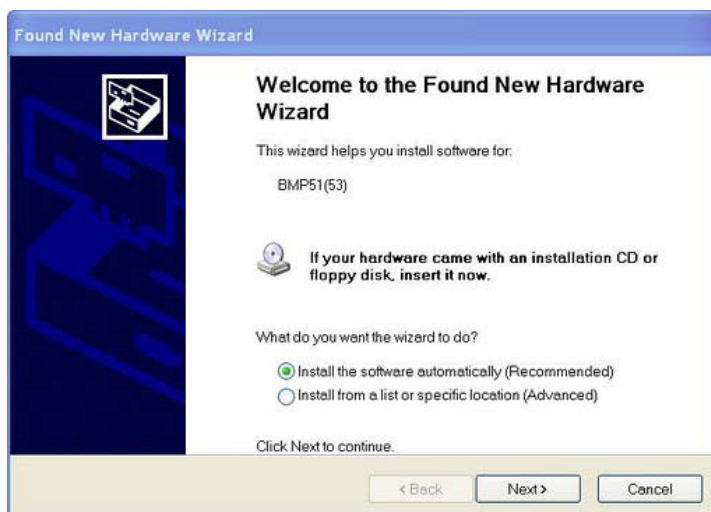 Found New Hardware Wizard
Welcome to the Found New Hardware
Wizard
This wizard helps you install software for:
BMP51(53)
If your hardware came with an installation CD or
floppy disk, insert it now.
What do you want the wizard to do?
Install the software automatically (Recommended)
Install from a list or specific location (Advanced)
Click Next to continue.
< Back Next > Cancel